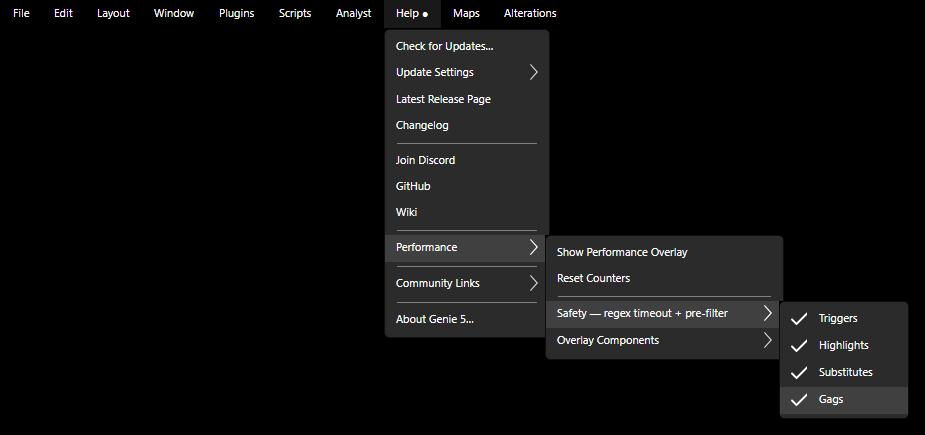 File Edit Layout Window Plugins Scripts Analyst Help ● Maps Alterations
Check for Updates...
Update Settings
Latest Release Page
Changelog
Join Discord
GitHub
Wiki
Performance
Community Links
About Genie 5...
Show Performance Overlay
Reset Counters
Safety — regex timeout + pre-filter
Overlay Components
Triggers
Highlights
Substitutes
Gags